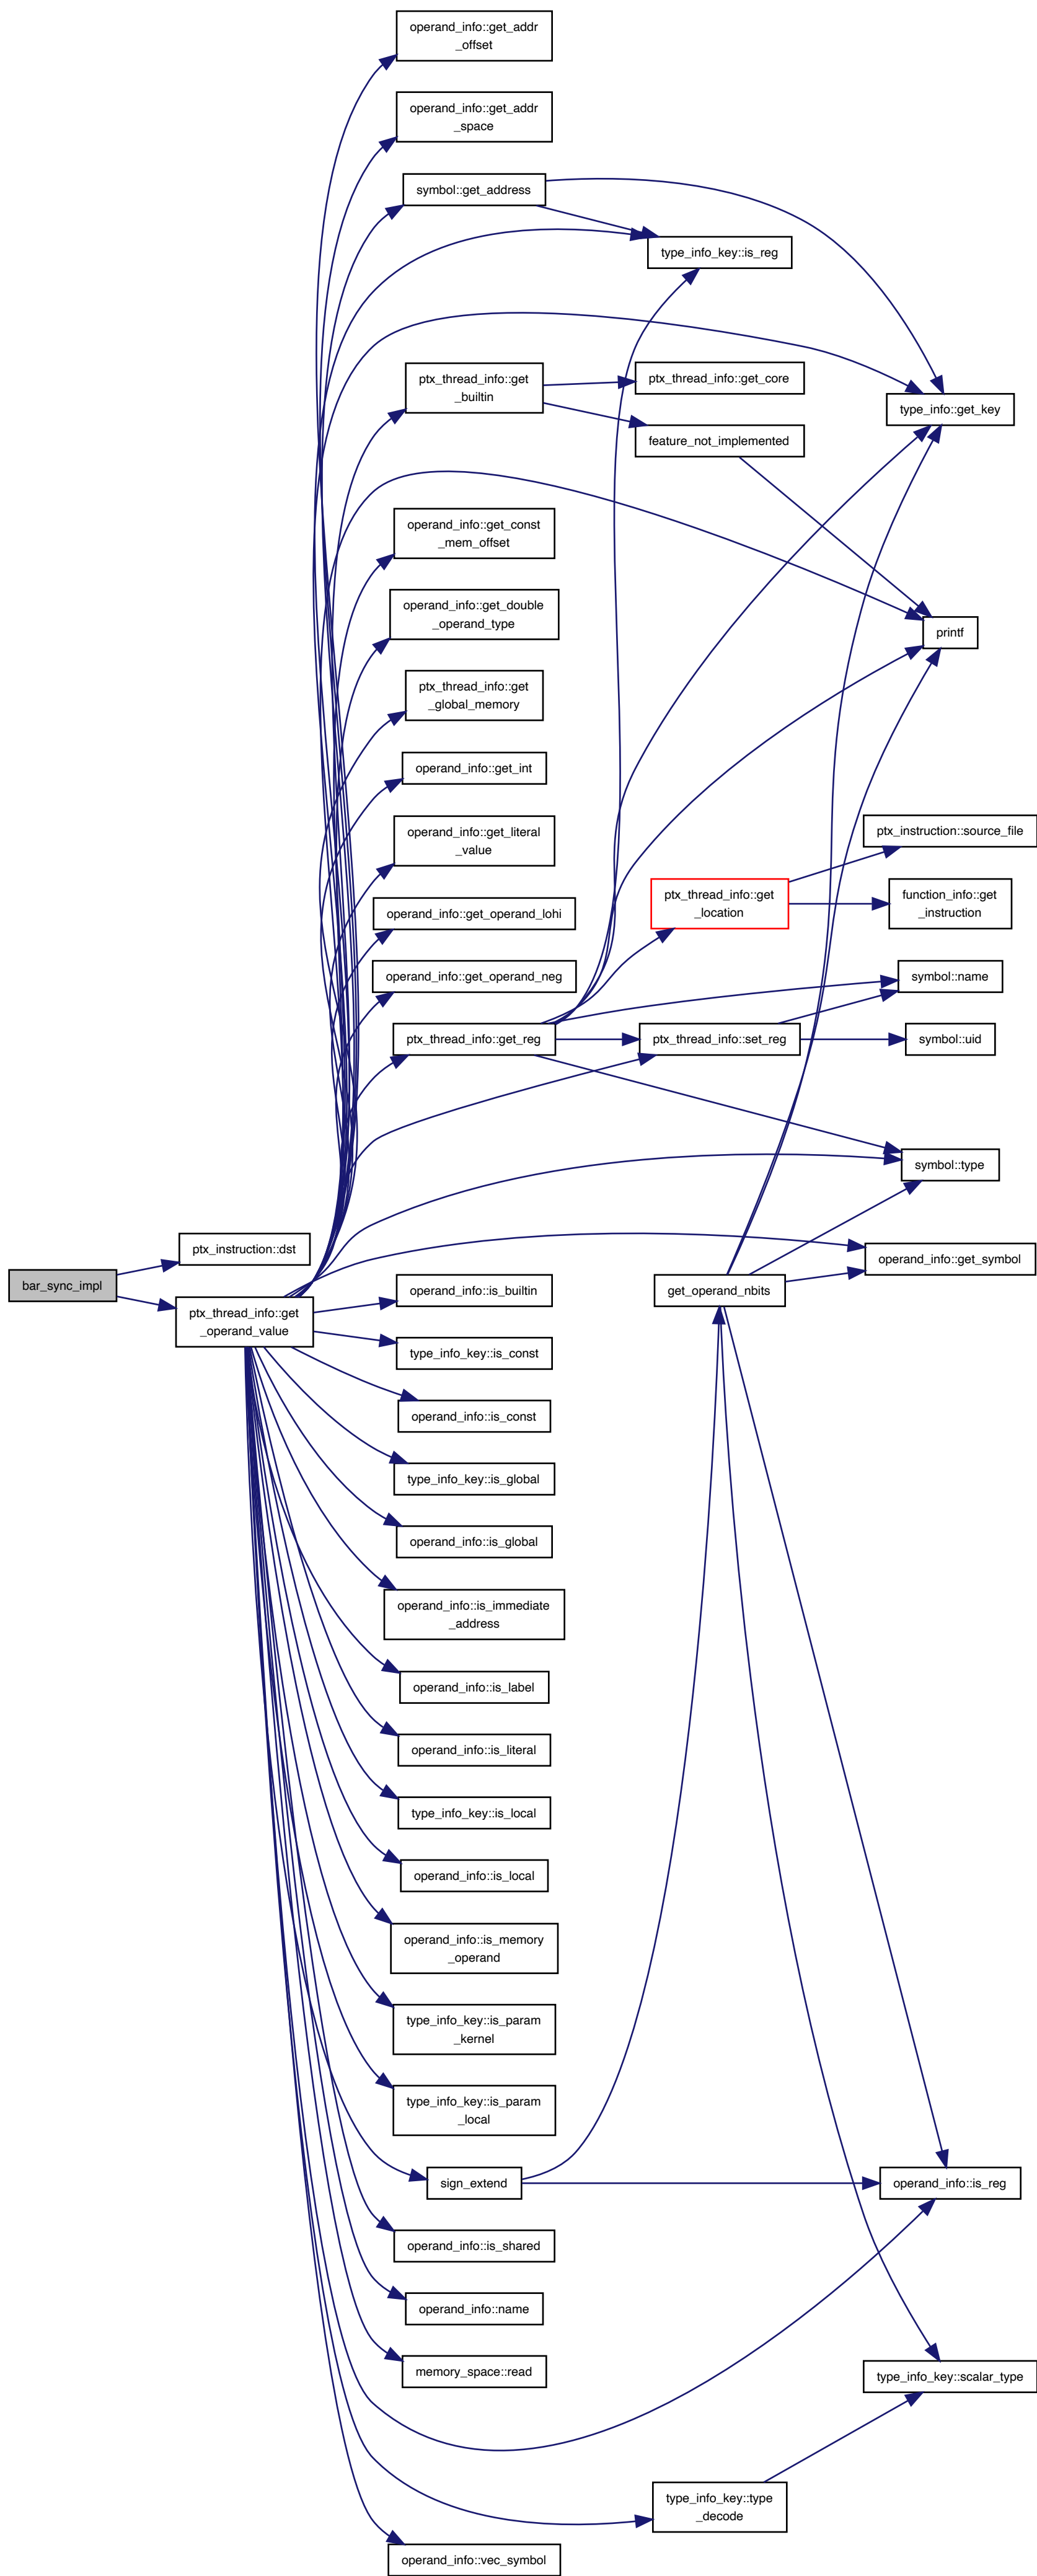 operand_info::get_addr
_offset
operand_info::get_addr
_space
symbol::get_address
type_info_key::is_reg
ptx_thread_info::get
_builtin
ptx_thread_info::get_core
type_info::get_key
feature_not_implemented
operand_info::get_const
_mem_offset
operand_info::get_double
_operand_type
printf
ptx_thread_info::get
_global_memory
operand_info::get_int
operand_info::get_literal
_value
ptx_instruction::source_file
ptx_thread_info::get
_location
function_info::get
_instruction
operand_info::get_operand_lohi
operand_info::get_operand_neg
symbol::name
ptx_thread_info::get_reg
ptx_thread_info::set_reg
symbol::uid
symbol::type
ptx_instruction::dst
operand_info::get_symbol
bar_sync_impl
ptx_thread_info::get
_operand_value
operand_info::is_builtin
get_operand_nbits
type_info_key::is_const
operand_info::is_const
type_info_key::is_global
operand_info::is_global
operand_info::is_immediate
_address
operand_info::is_label
operand_info::is_literal
type_info_key::is_local
operand_info::is_local
operand_info::is_memory
_operand
type_info_key::is_param
_kernel
type_info_key::is_param
_local
sign_extend
operand_info::is_reg
operand_info::is_shared
operand_info::name
memory_space::read
type_info_key::scalar_type
type_info_key::type
_decode
operand_info::vec_symbol